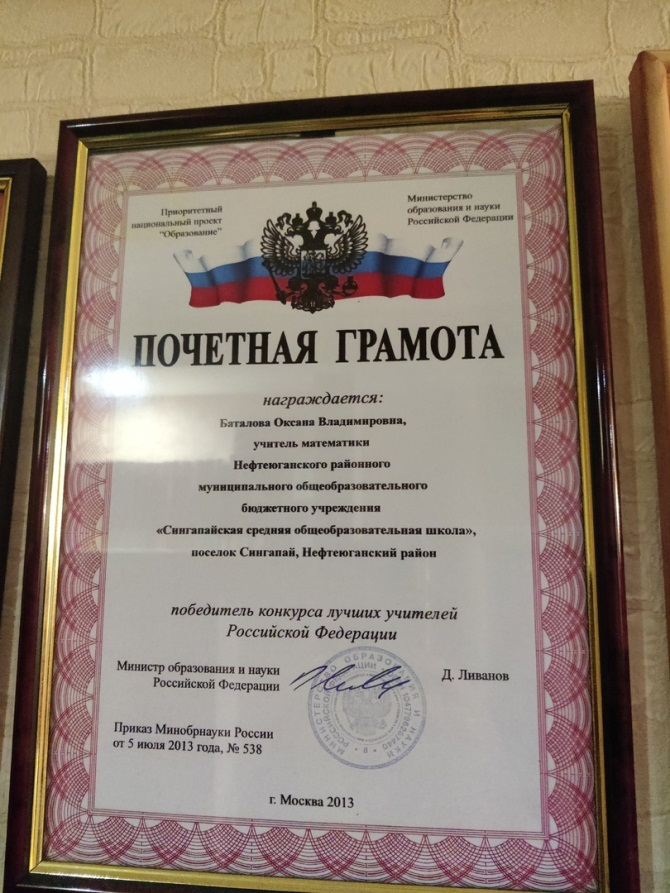 Приоритетный
национальный проект
"Образование"
Министерство
образования и науки
Российской Федерации
ПОЧЕТНАЯ ГРАМОТА
награждается:
Баталова Оксана Владимировна,
учитель математики
Нефтеюганского районного
муниципального общеобразовательного
бюджетного учреждения
«Сингапайская средняя общеобразовательная школа»,
поселок Сингапай, Нефтеюганский район
победитель конкурса лучших учителей
Российской Федерации
Министр образования и науки
Российской Федерации
Д. Ливанов
Приказ Минобрнауки России
от 5 июля 2013 года, № 538
г. Москва 2013